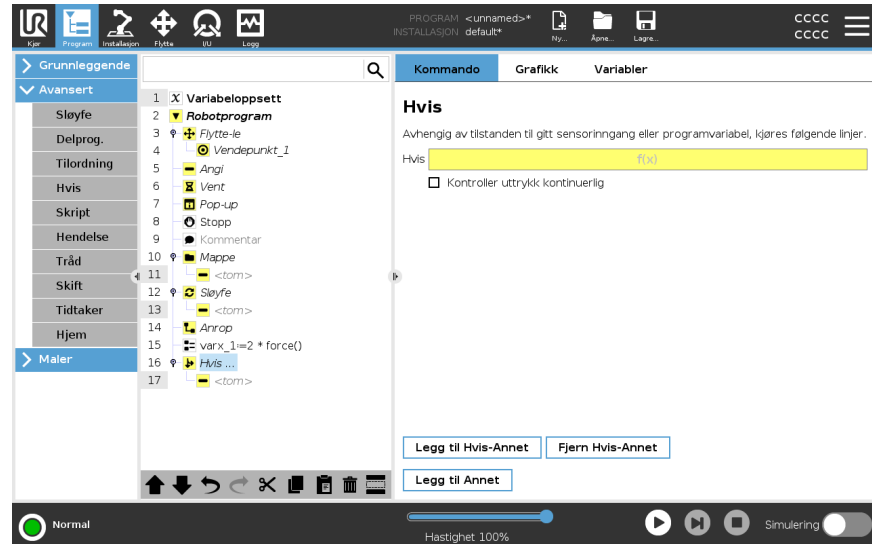 UR
Kjør
Program
Installasjon
Flytte
I/U
Logg
PROGRAM <unnamed>*
INSTALLASJON default*
Ny...
Åpne...
Lagre...
cccc
cccc
Grunnleggende
Avansert
Sløyfe
Delprog.
Tilordning
Hvis
Skript
Hendelse
Tråd
Skift
Tidtaker
Hjem
Maler
1 X Variabeloppsett
2 Robotprogram
3 Flytte-le
4 Vendepunkt_1
5 Angi
6 Vent
7 Pop-up
8 Stopp
9 Kommentar
10 Mappe
11 <tom>
12 Sløyfe
13 <tom>
14 Anrop
15 varx_1:=2 * force()
16 Hvis ...
17 <tom>
Kommando Grafikk Variabler
Hvis
Avhengig av tilstanden til gitt sensorinngang eller programvariabel, kjøres følgende linjer.
Hvis f(x)
Kontroller uttrykk kontinuerlig
Legg til Hvis-Annet Fjern Hvis-Annet
Legg til Annet
Normal
Hastighet 100%
Simulering